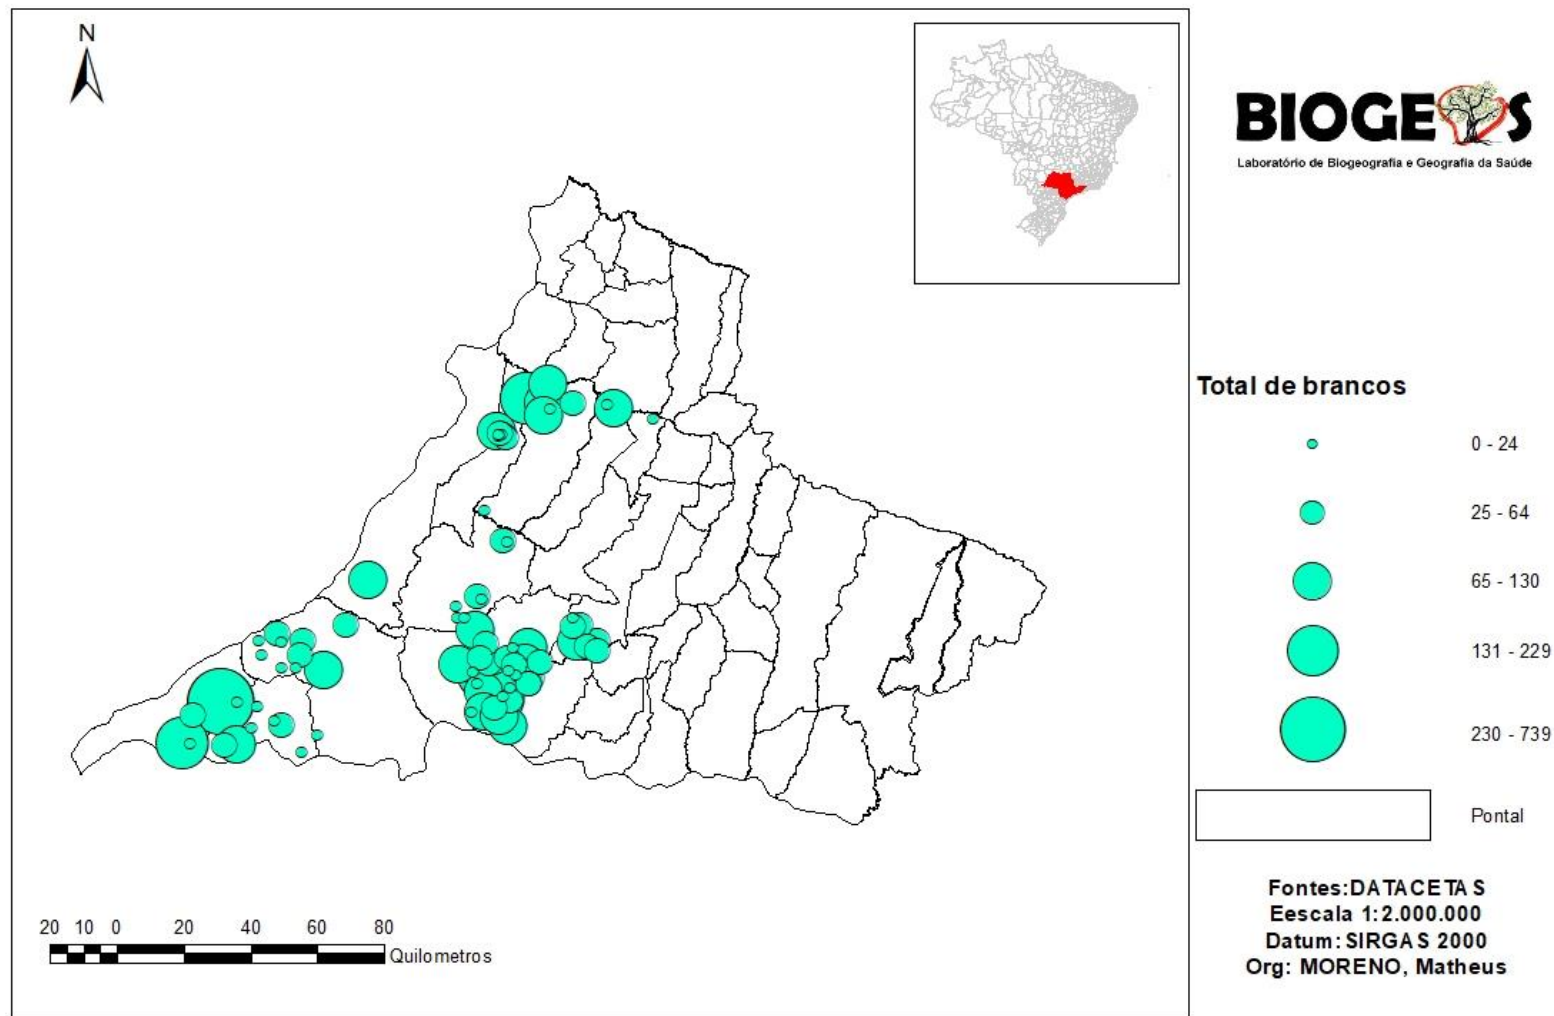 N
BIOGEOS
Laboratório de Biogeografia e Geografia da Saúde
Total de brancos
0 - 24
25 - 64
65 - 130
131 - 229
230 - 739
Pontal
Fontes:DATACETAS
Eescala 1:2.000.000
Datum: SIRGAS 2000
Org: MORENO, Matheus
20 10 0 20 40 60 80
Quilometros